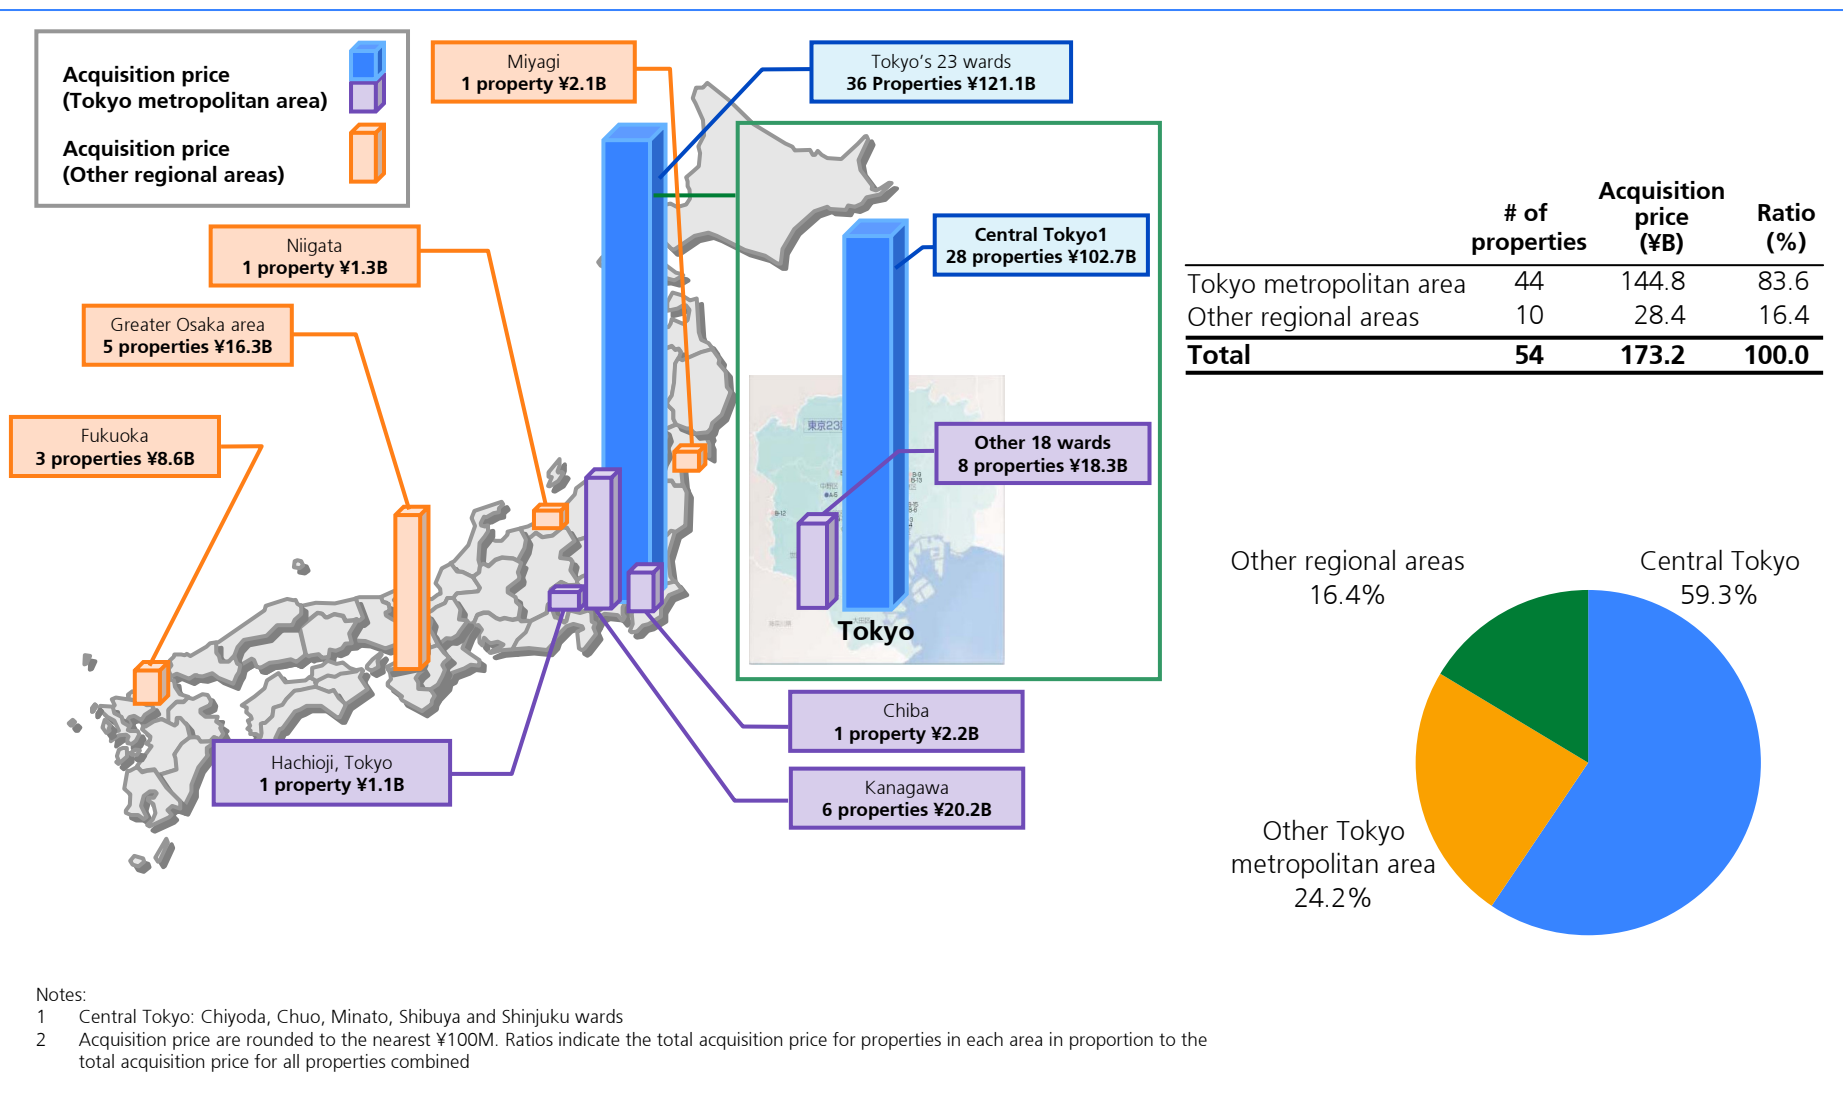 Acquisition price
(Tokyo metropolitan area)
Acquisition price
(Other regional areas)
Miyagi
1 property ¥2.1B
Tokyo’s 23 wards
36 Properties ¥121.1B
Niigata
1 property ¥1.3B
Greater Osaka area
5 properties ¥16.3B
Fukuoka
3 properties ¥8.6B
Central Tokyo1
28 properties ¥102.7B
Other 18 wards
8 properties ¥18.3B
東京23
Tokyo
Chiba
1 property ¥2.2B
Hachioji, Tokyo
1 property ¥1.1B
Kanagawa
6 properties ¥20.2B
# of properties Acquisition price (¥B) Ratio (%)
Tokyo metropolitan area 44 144.8 83.6
Other regional areas 10 28.4 16.4
Total 54 173.2 100.0
Other regional areas
16.4%
Central Tokyo
59.3%
Other Tokyo
metropolitan area
24.2%
Notes:
1 Central Tokyo: Chiyoda, Chuo, Minato, Shibuya and Shinjuku wards
2 Acquisition price are rounded to the nearest ¥100M. Ratios indicate the total acquisition price for properties in each area in proportion to the
total acquisition price for all properties combined